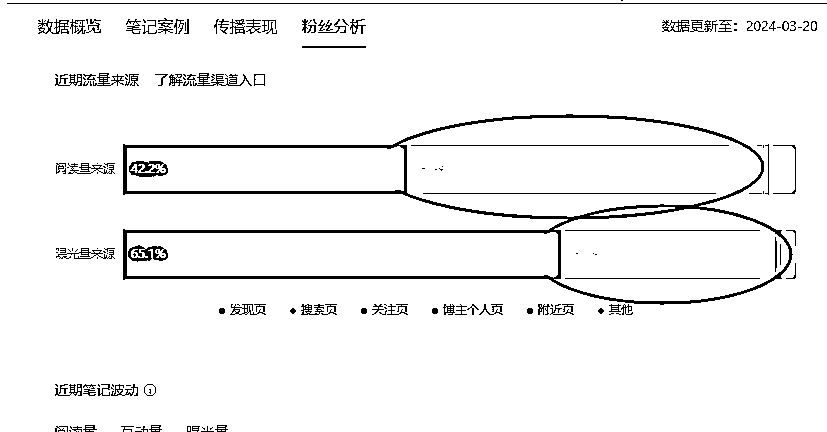 数据概览 笔记案例 传播表现 粉丝分析 数据更新至：2024-03-20
近期流量来源 了解流量渠道入口
阅读量来源 42.2%
曝光量来源 65.1%
发现页 搜索页 关注页 博主个人页 附近页 其他
近期笔记波动
阅读量 互动量 曝光量